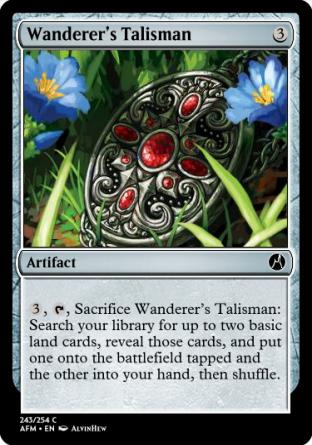 Wanderer's Talisman 3
Artifact
3, T, Sacrifice Wanderer's Talisman:
Search your library for up to two basic
land cards, reveal those cards, and put
one onto the battlefield tapped and
the other into your hand, then shuffle.
243/254 C
AFM • EN AlvinHew